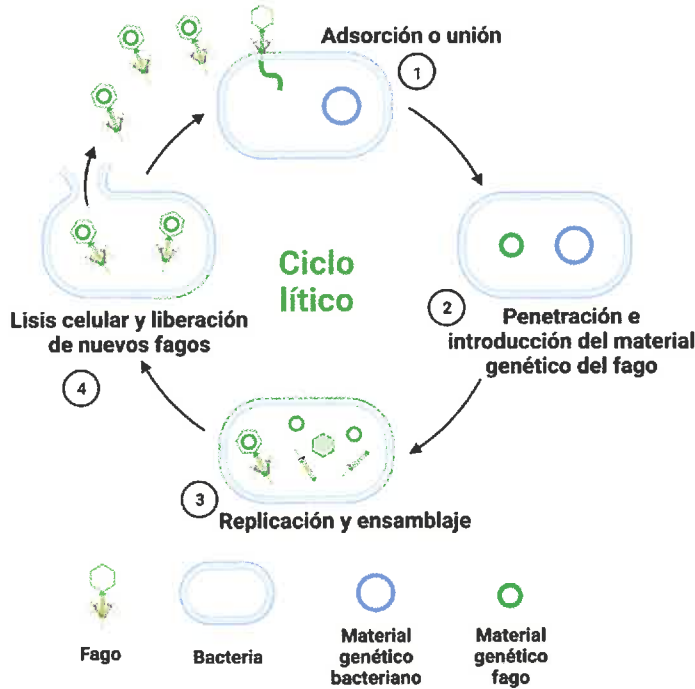 Adsorción o unión
1
Ciclo
lítico
2
Penetración e
introducción del material
genético del fago
Lisis celular y liberación
de nuevos fagos
4
3
Replicación y ensamblaje
Fago
Bacteria
Material
genético
bacteriano
Material
genético
fago